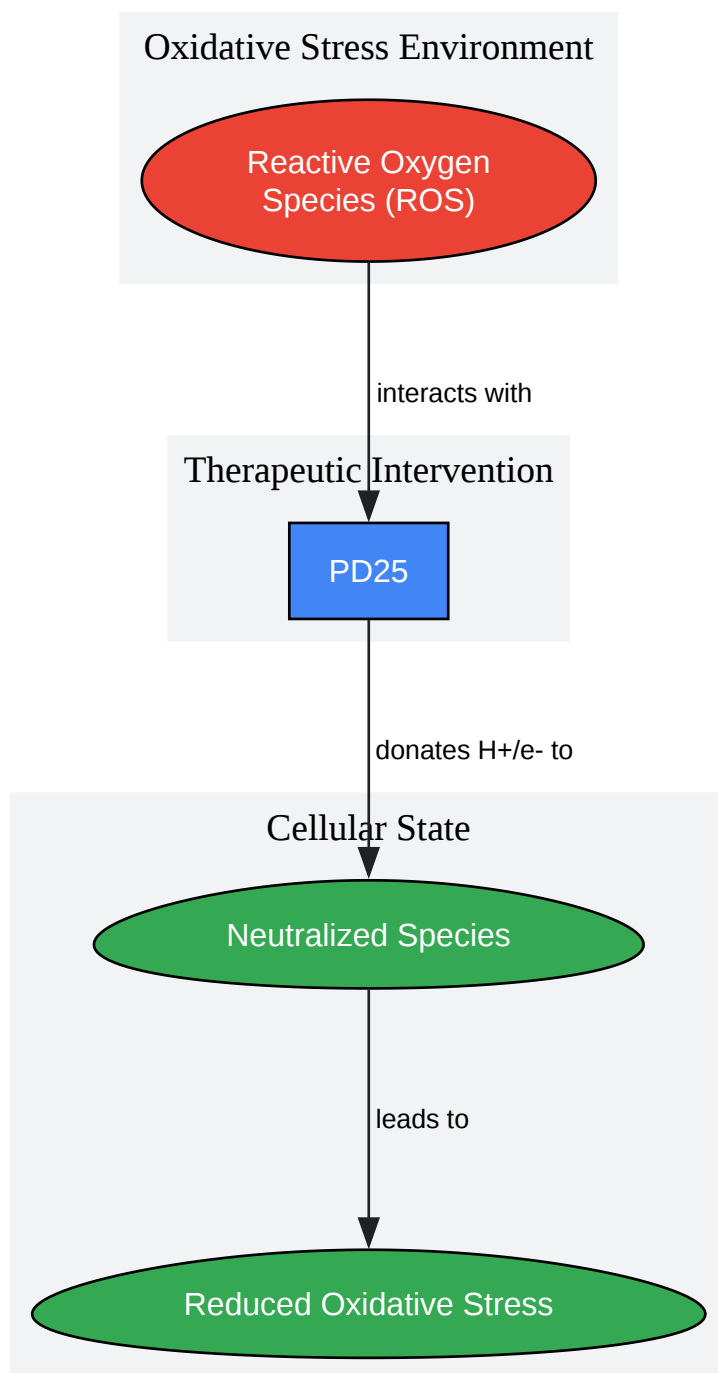 Oxidative Stress Environment
Reactive Oxygen
Species (ROS)
interacts with
Therapeutic Intervention
PD25
donates H+/e- to
Cellular State
Neutralized Species
leads to
Reduced Oxidative Stress